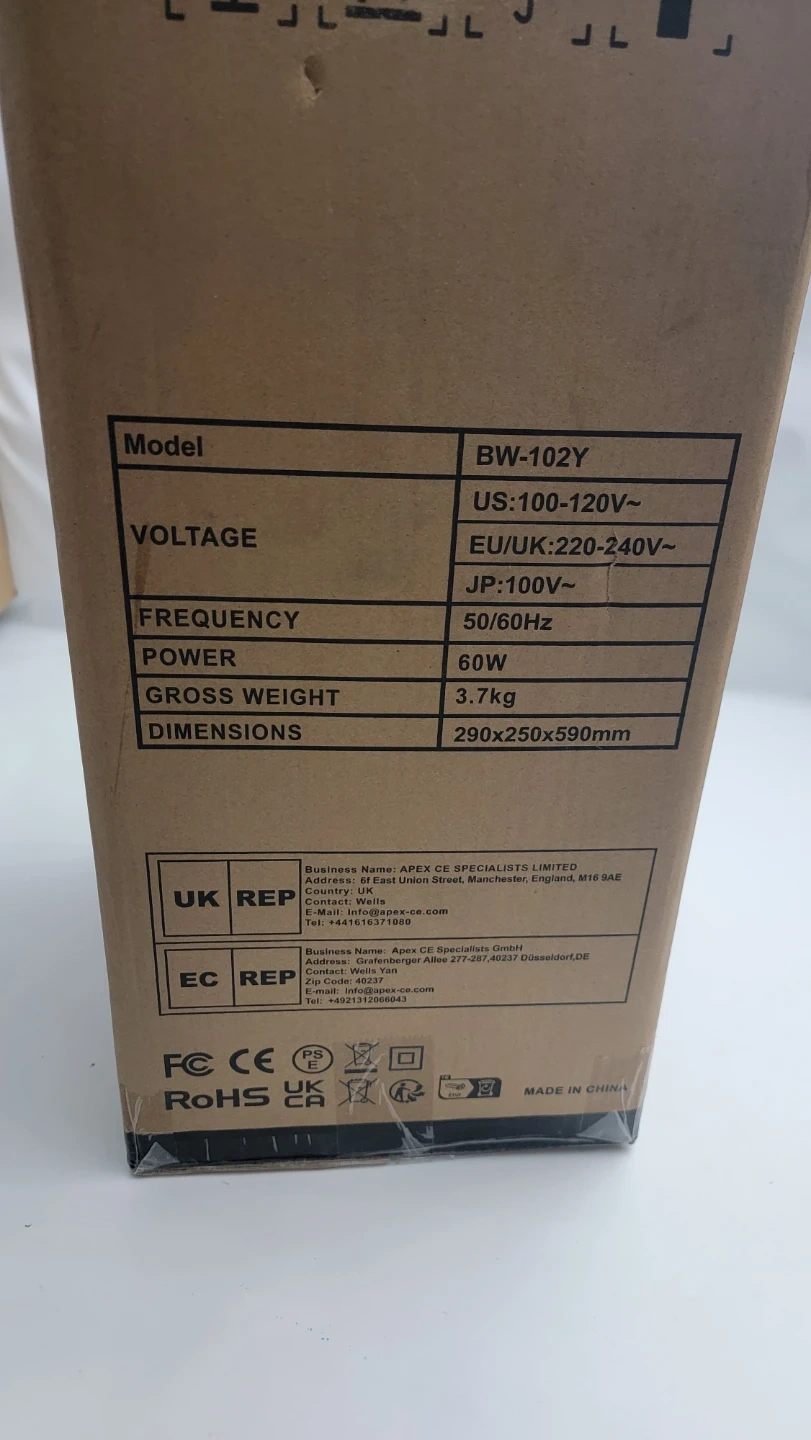 Model BW-102Y
VOLTAGE US:100-120V~
EU/UK:220-240V~
JP:100V~
FREQUENCY 50/60Hz
POWER 60W
GROSS WEIGHT 3.7kg
DIMENSIONS 290x250x590mm
UK REP
Business Name: APEX CE SPECIALISTS LIMITED
Address: 6f East Union Street, Manchester, England, M16 9AE
Country: UK
Contact: Wells
E-Mail: Info@apex-ce.com
Tel: +441616371080
EC REP
Business Name: Apex CE Specialists GmbH
Address: Grafenberger Allee 277-287,40237 Düsseldorf,DE
Contact: Wells Yan
Zip Code: 40237
E-mail: Info@apex-ce.com
Tel: +4921312066043
FC CE PS E
RoHS UK CA MADE IN CHINA